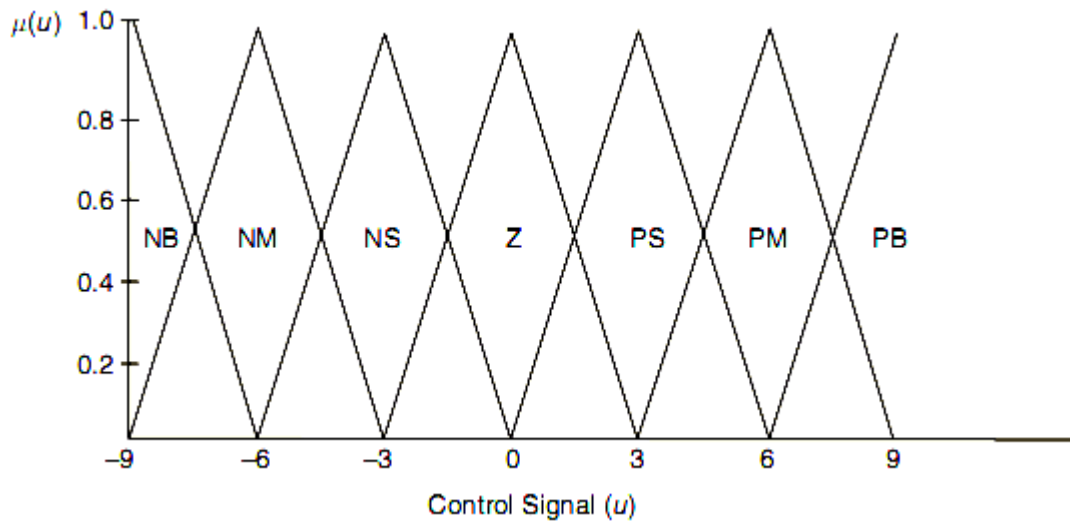 μ(u) 1.0
0.8
0.6
NB NM NS Z PS PM PB
0.4
0.2
–9 –6 –3 0 3 6 9
Control Signal (u)